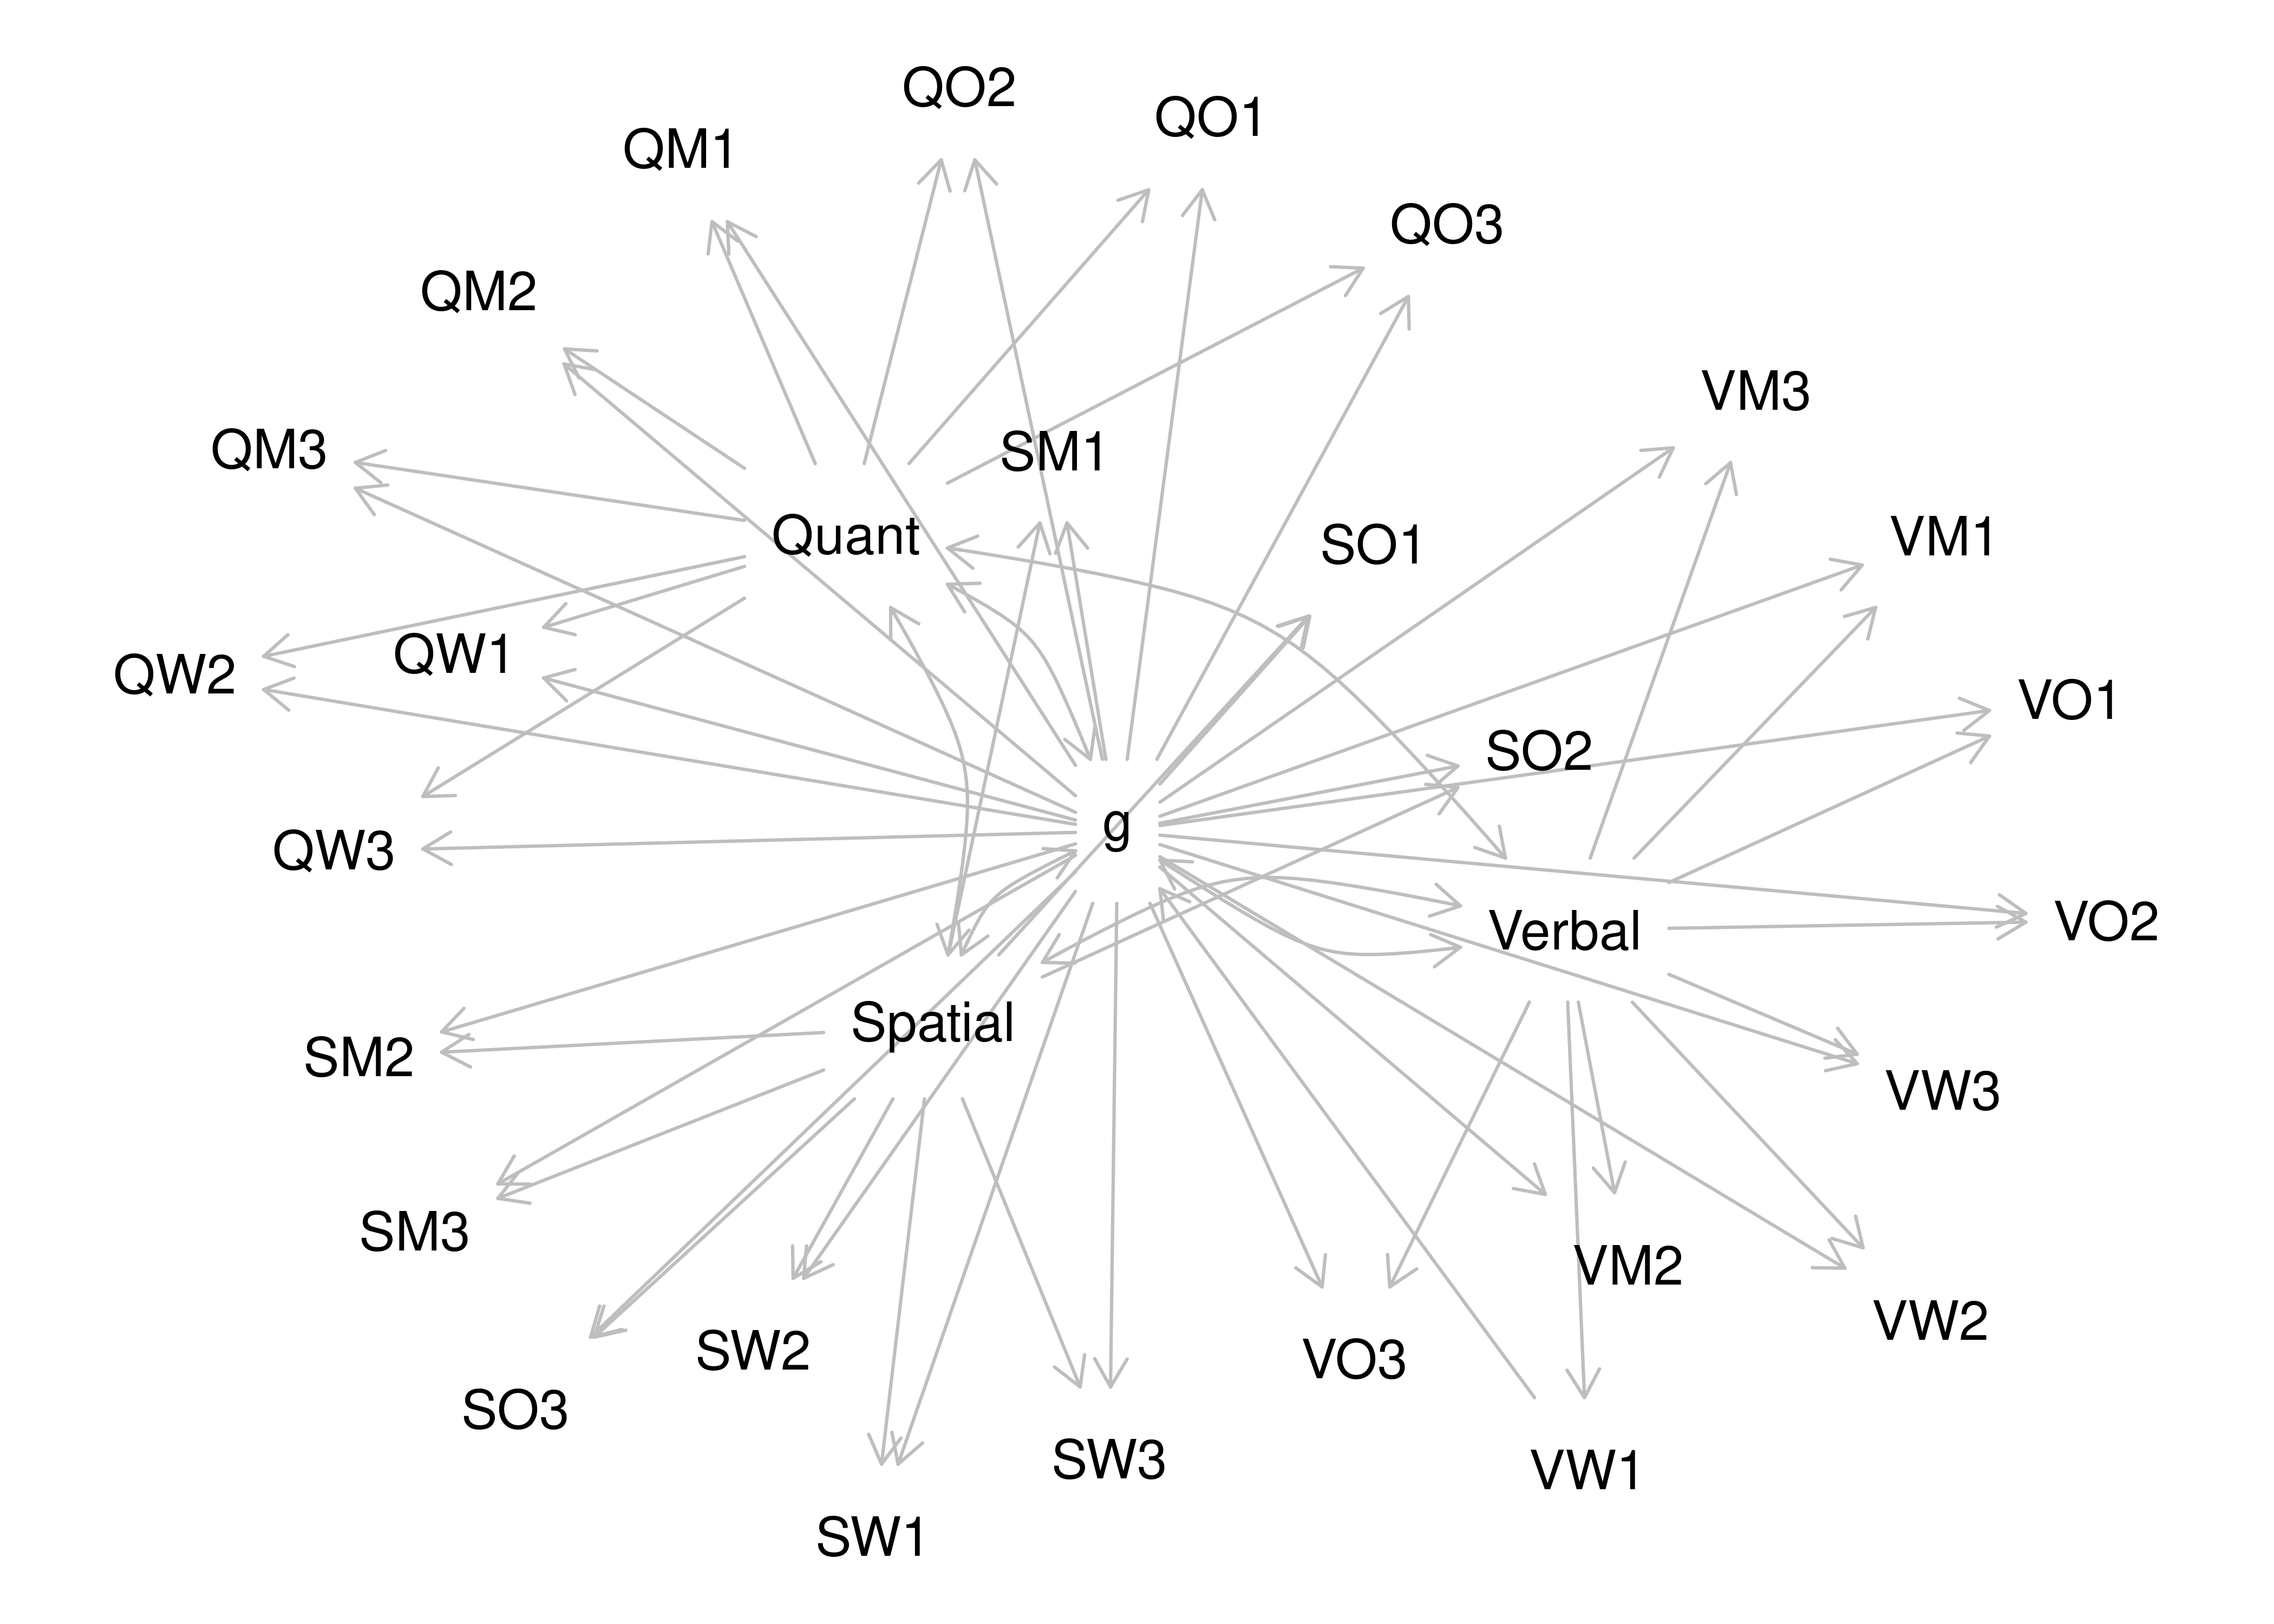 QO2
QO1
QM1
QO3
QM2
VM3
QM3
SM1
Quant
SO1
VM1
QW1
QW2
VO1
SO2
g
QW3
VO2
Verbal
Spatial
SM2
VW3
SM3
VM2
VW2
SW2
VO3
SO3
SW3
VW1
SW1